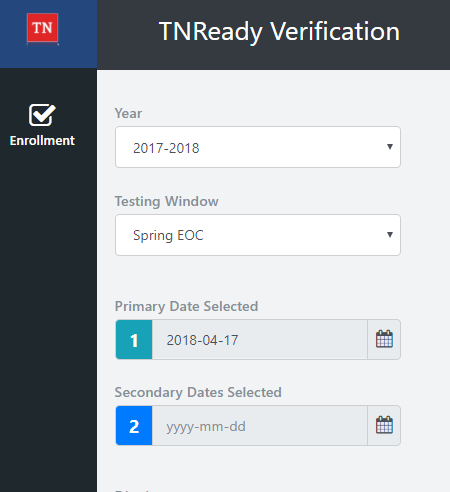 TN
TNReady Verification
Enrollment
Year
2017-2018
Testing Window
Spring EOC
Primary Date Selected
1 2018-04-17
Secondary Dates Selected
2 yyyy-mm-dd